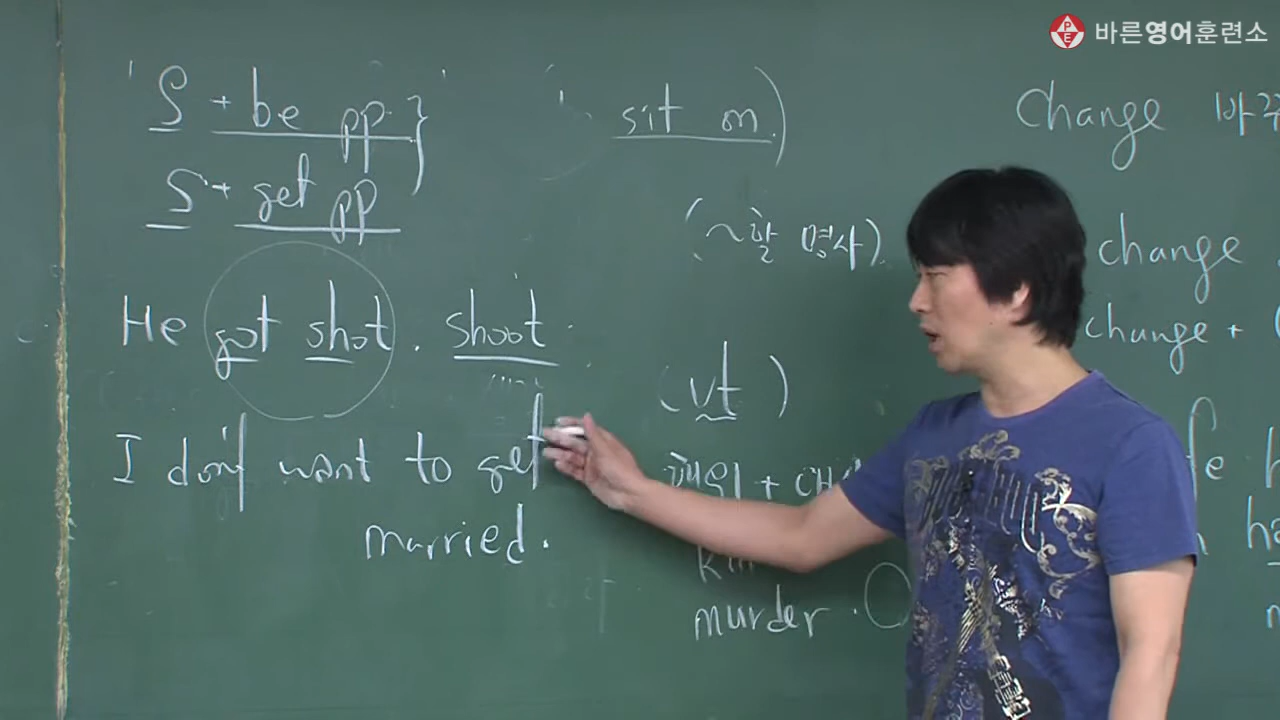 바른영어훈련소
S + be pp
S + get pp
He got shot. shoot
I don't want to get
married.
sit on
(~할 명사)
(vt)
murder.
change
change
change +